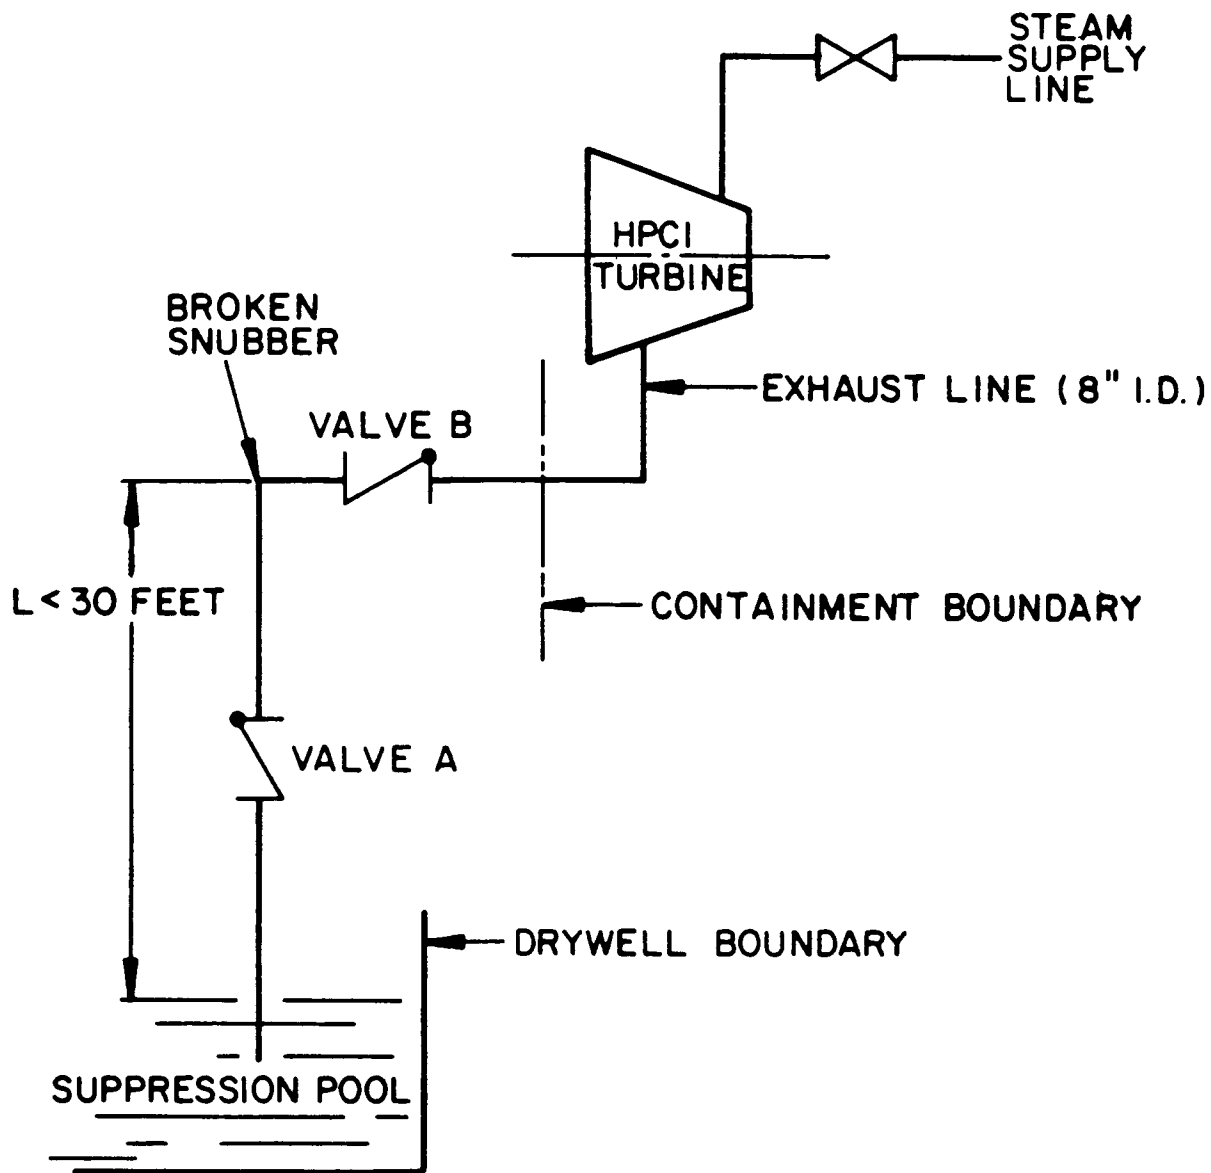 STEAM
SUPPLY
LINE
HPCI
TURBINE
BROKEN
SNUBBER
EXHAUST LINE (8" I.D.)
VALVE B
L<30 FEET
CONTAINMENT BOUNDARY
VALVE A
DRYWELL BOUNDARY
SUPPRESSION POOL